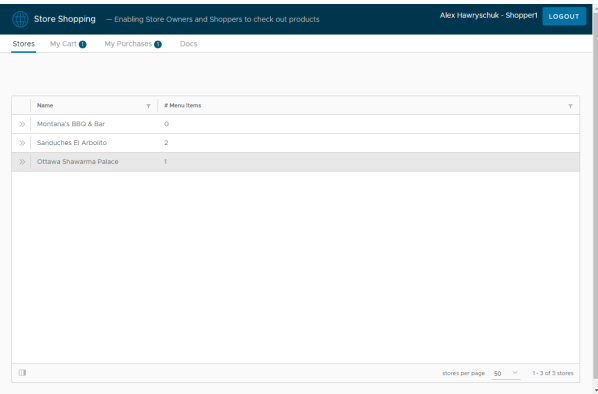 Store Shopping — Enabling Store Owners and Shoppers to check out products Alex Hawryschuk - Shopper1 LOGOUT
Stores My Cart 1 My Purchases 1 Docs
Name # Menu Items
Montana's BBQ & Bar 0
Sanduches El Arbolito 2
Ottawa Shawarma Palace 1
stores per page 50 1 - 3 of 3 stores